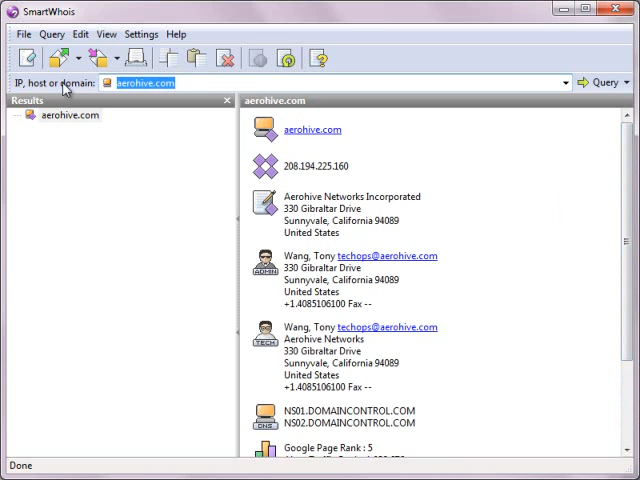 SmartWhois
File Query Edit View Settings Help
IP, host or domain: aerohive.com Query
Results
aerohive.com
aerohive.com
aerohive.com
208.194.225.160
Aerohive Networks Incorporated
330 Gibraltar Drive
Sunnyvale, California 94089
United States
Wang, Tony techops@aerohive.com
330 Gibraltar Drive
Sunnyvale, California 94089
United States
+1.4085106100 Fax --
ADMIN
Wang, Tony techops@aerohive.com
Aerohive Networks
330 Gibraltar Drive
Sunnyvale, California 94089
+1.4085106100 Fax --
TECH
NS01.DOMAINCONTROL.COM
NS02.DOMAINCONTROL.COM
DNS
Google Page Rank : 5
Done